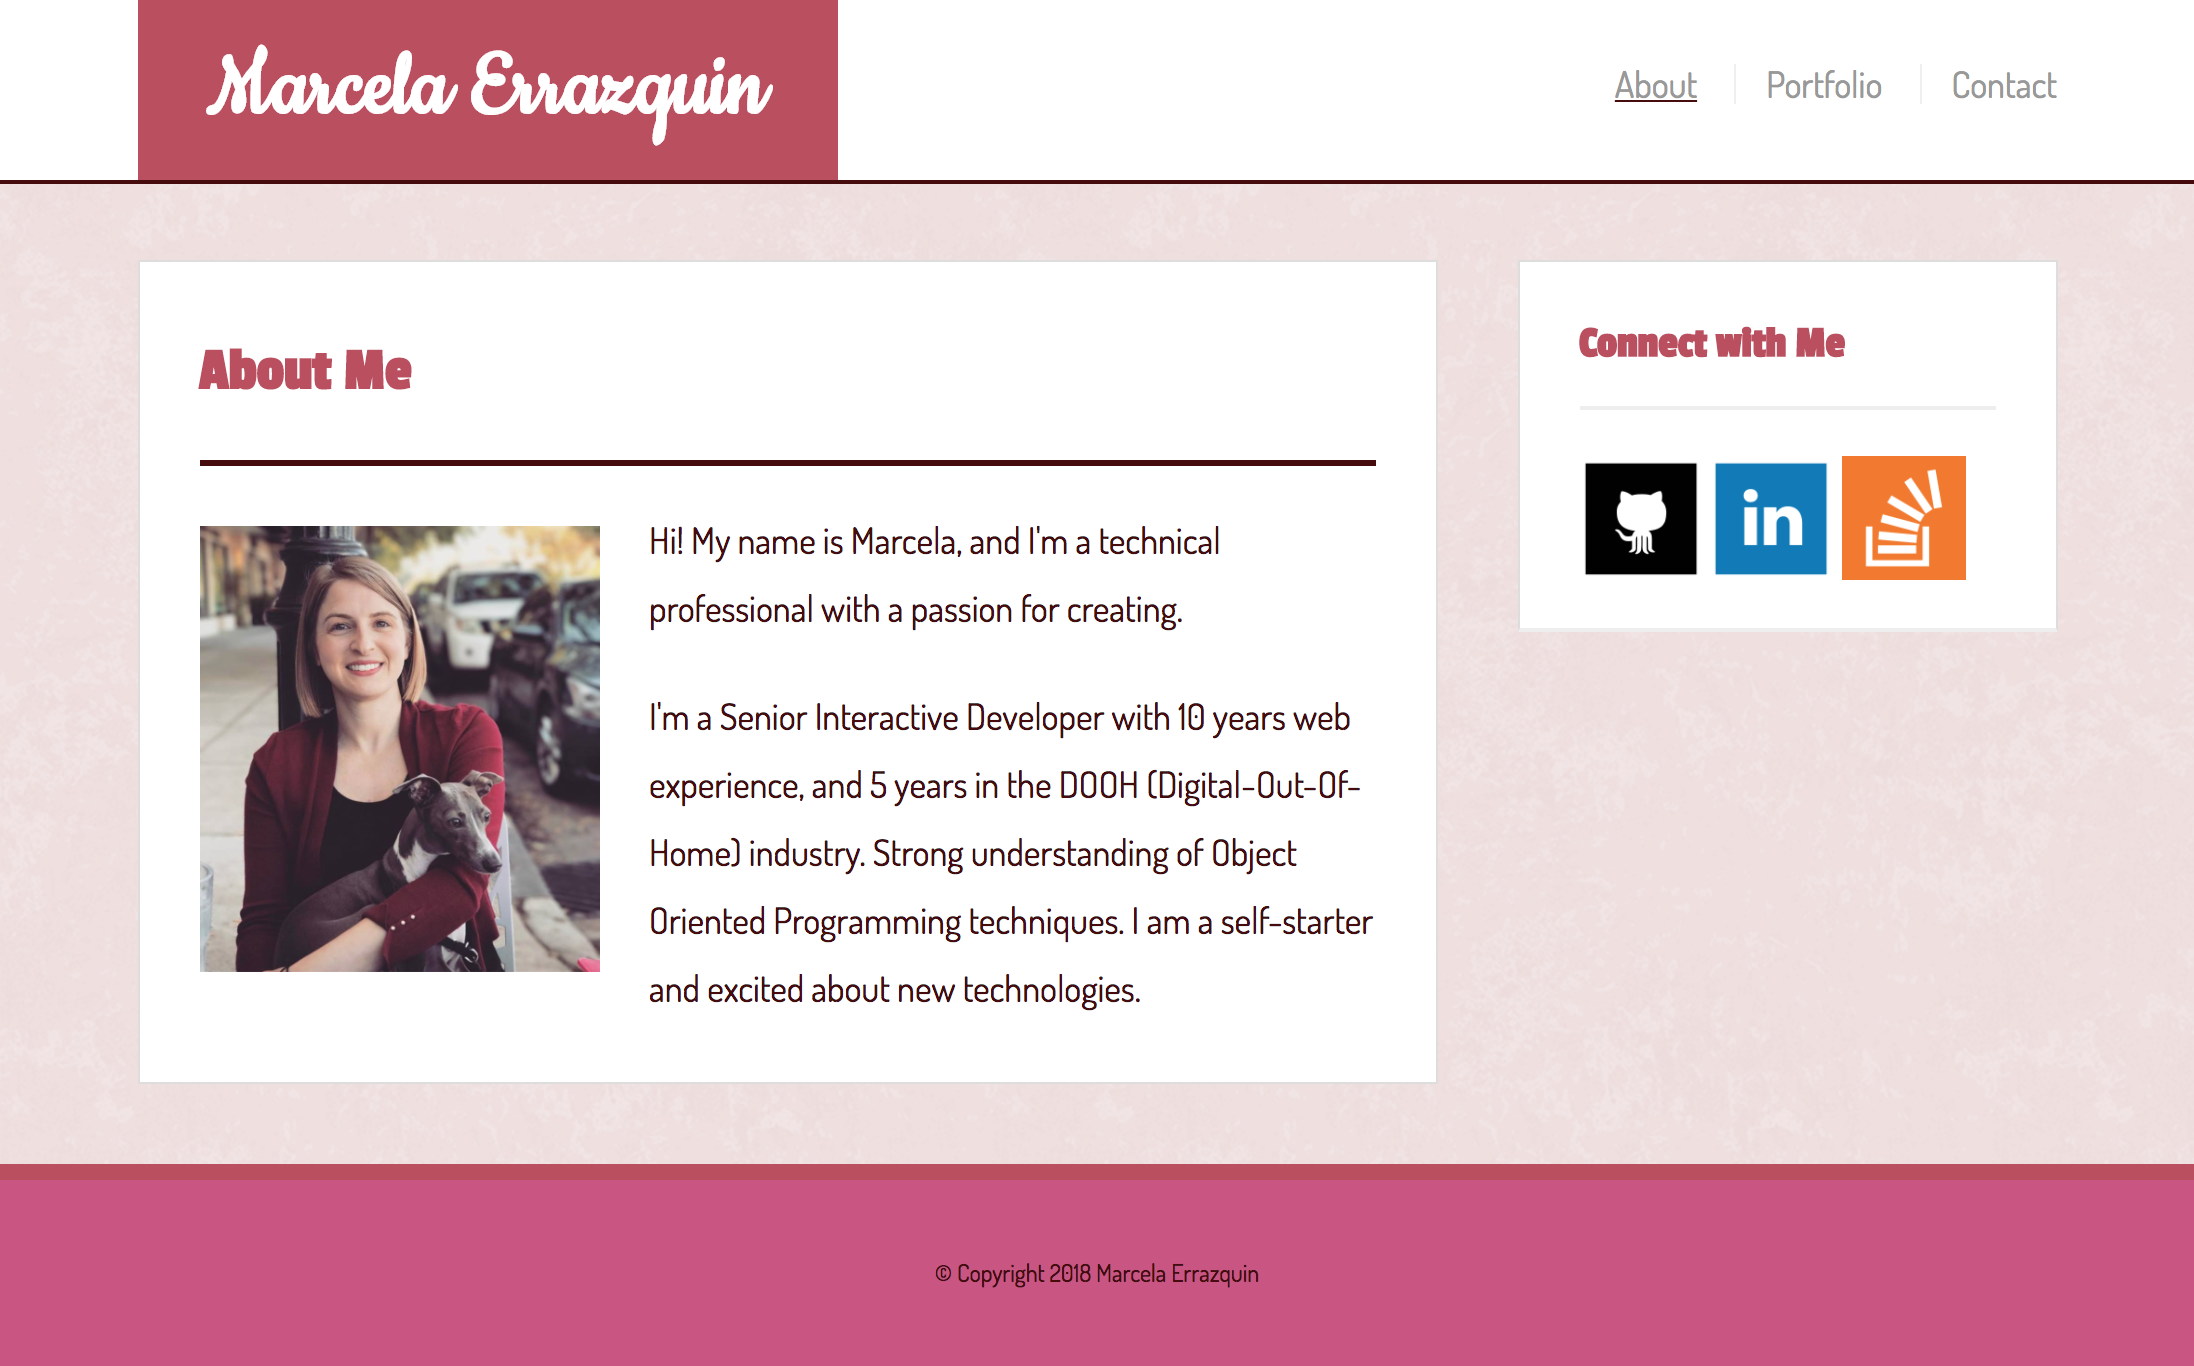 Marcela Errazquin
About
Portfolio
Contact
About Me
Hi! My name is Marcela, and I'm a technical
professional with a passion for creating.
I'm a Senior Interactive Developer with 10 years web
experience, and 5 years in the DOOH (Digital-Out-Of-
Home) industry. Strong understanding of Object
Oriented Programming techniques. I am a self-starter
and excited about new technologies.
Connect with Me
in
© Copyright 2018 Marcela Errazquin